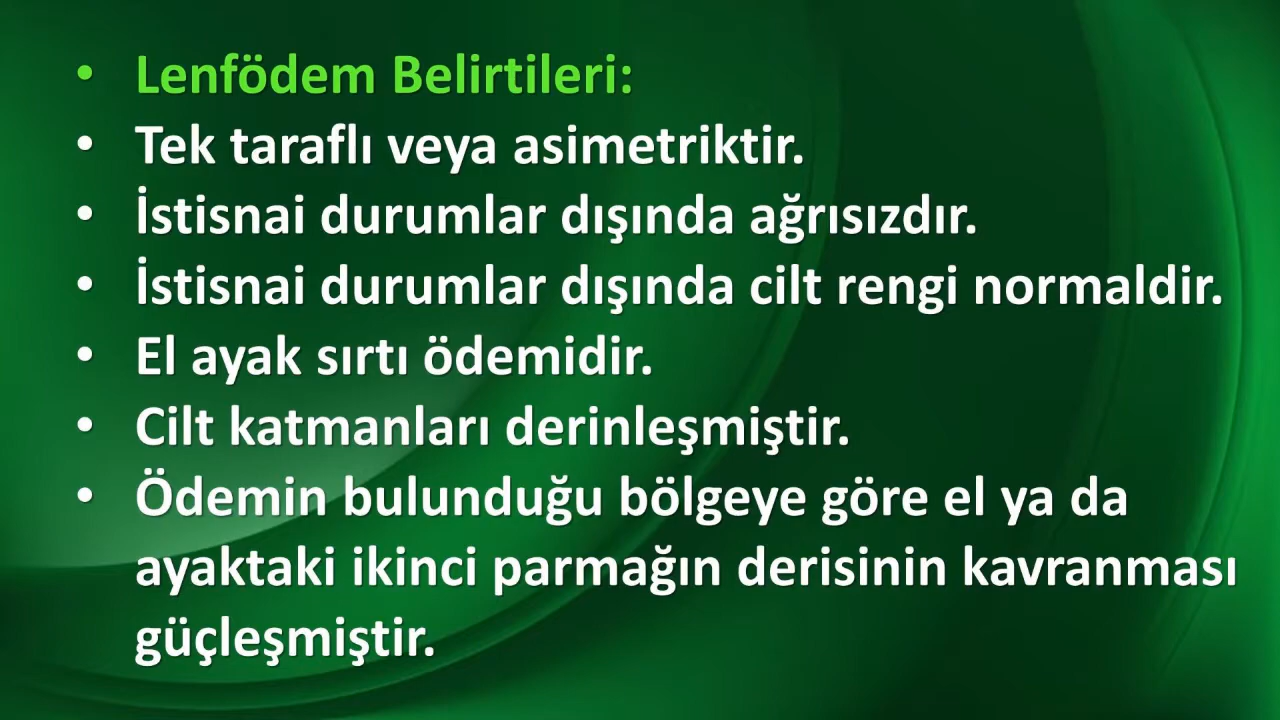 • Lenfödem Belirtileri:
• Tek taraflı veya asimetriktir.
• İstisnai durumlar dışında ağrısızdır.
• İstisnai durumlar dışında cilt rengi normaldir.
• El ayak sırtı ödemidir.
• Cilt katmanları derinleşmiştir.
• Ödemin bulunduğu bölgeye göre el ya da
ayaktaki ikinci parmağın derisinin kavranması
güçleşmiştir.